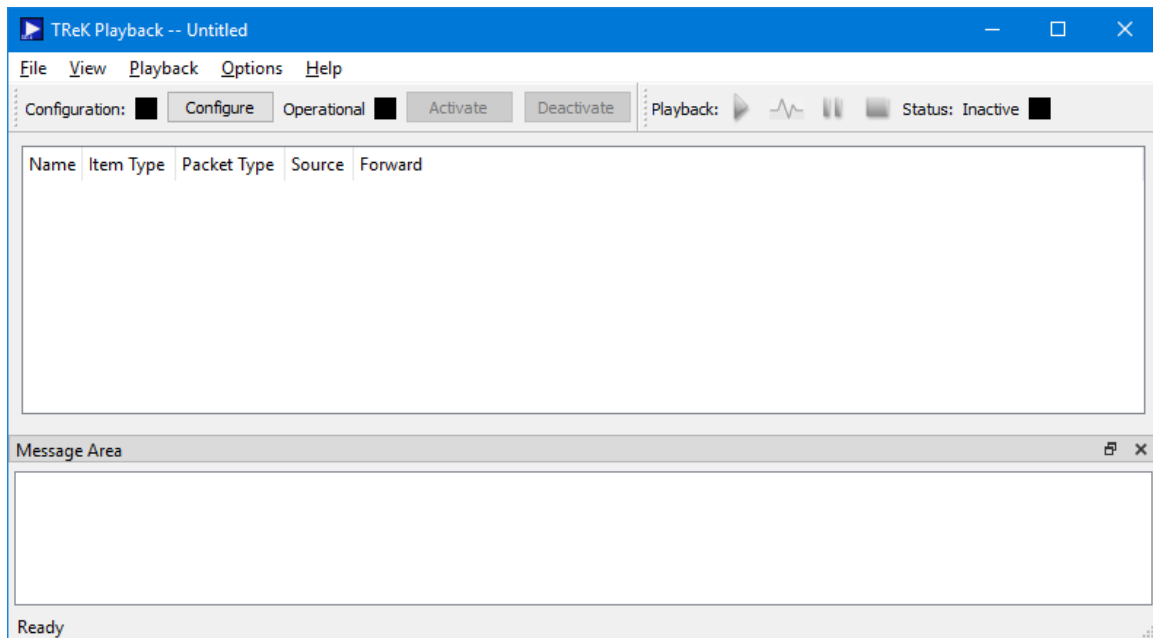 TReK Playback -- Untitled
File View Playback Options Help
Configuration: Configure Operational Activate Deactivate Playback: Status: Inactive
Name Item Type Packet Type Source Forward
Message Area
Ready